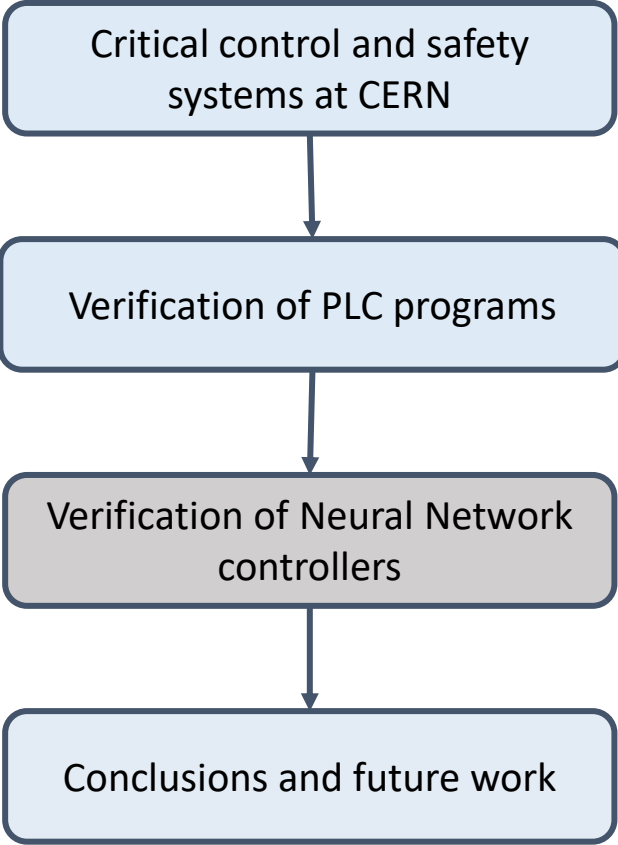 Critical control and safety
systems at CERN
Verification of PLC programs
Verification of Neural Network
controllers
Conclusions and future work